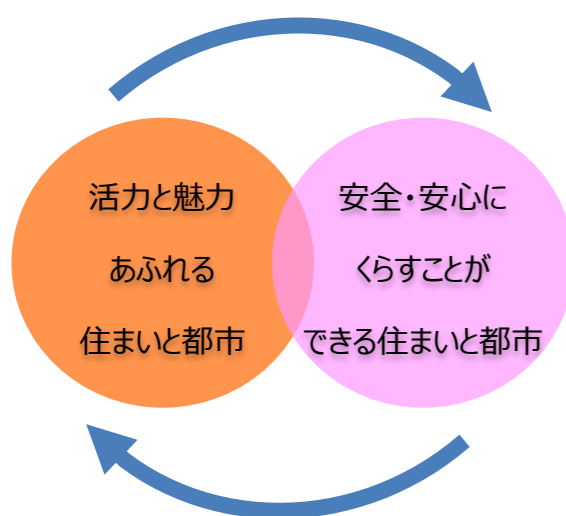 活力と魅力
あふれる
住まいと都市
安全・安心に
くらすことが
できる住まいと都市